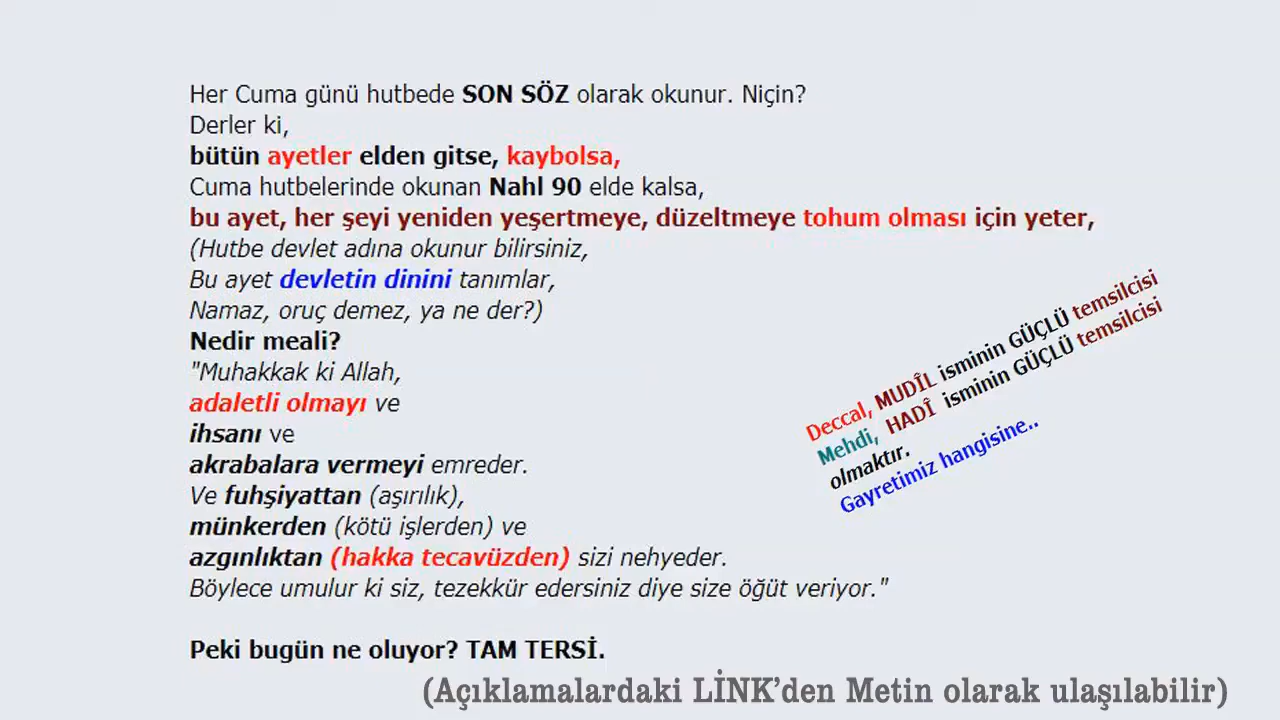 Her Cuma günü hutbede SON SÖZ olarak okunur. Niçin?
Derler ki,
bütün ayetler elden gitse, kaybolsa,
Cuma hutbelerinde okunan Nahl 90 elde kalsa,
bu ayet, her şeyi yeniden yeşertmeye, düzeltmeye tohum olması için yeter,
(Hutbe devlet adına okunur bilirsiniz,
Bu ayet devletin dinini tanımlar,
Namaz, oruç demez, ya ne der?)
Nedir meali?
"Muhakkak ki Allah,
adaletli olmayı ve
ihsanı ve
akrabalara vermeyi emreder.
Ve fuhşiyattan (aşırılık),
münkerden (kötü işlerden) ve
azgınlıktan (hakka tecavüzden) sizi nehyeder.
Böylece umulur ki siz, tezekkür edersiniz diye size öğüt veriyor."
Peki bugün ne oluyor? TAM TERSİ.
Deccal, MUDÎL isminin GÜÇLÜ temsilcisi
Mehdi, HADÎ isminin GÜÇLÜ temsilcisi
olmaktır.
Gayretimiz hangisine..
(Açıklamalardaki LİNK’den Metin olarak ulaşılabilir)